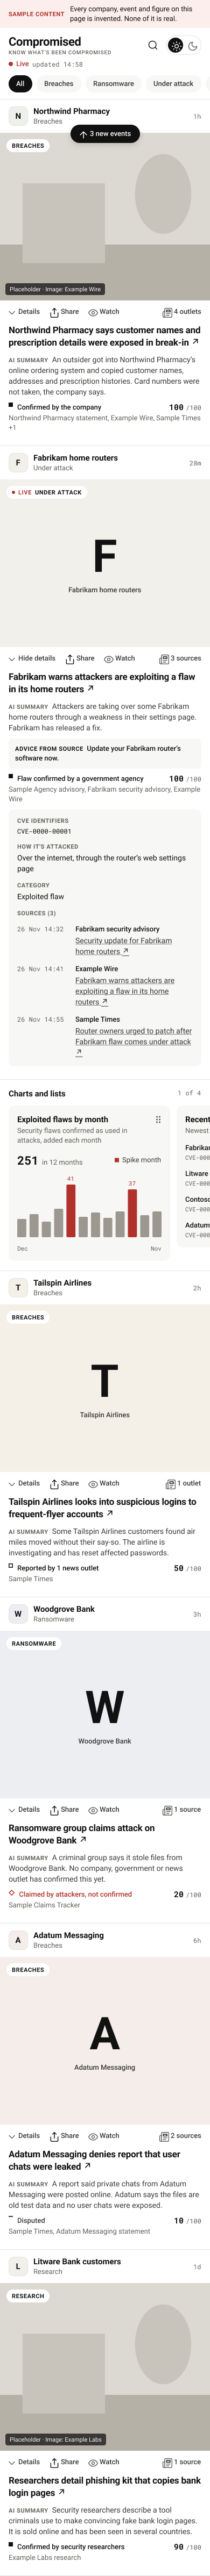 SAMPLE CONTENT Every company, event and figure on this
page is invented. None of it is real.
Compromised
KNOW WHAT'S BEEN COMPROMISED
Live updated 14:58
All Breaches Ransomware Under attack
N Northwind Pharmacy 1h
Breaches
3 new events
BREACHES
Placeholder · Image: Example Wire
Details Share Watch 4 outlets
Northwind Pharmacy says customer names and
prescription details were exposed in break-in ↗
AI SUMMARY An outsider got into Northwind Pharmacy's
online ordering system and copied customer names,
addresses and prescription histories. Card numbers were
not taken, the company says.
Confirmed by the company 100 /100
Northwind Pharmacy statement, Example Wire, Sample Times
+1
F Fabrikam home routers 28m
Under attack
LIVE UNDER ATTACK
F
Fabrikam home routers
Hide details Share Watch 3 sources
Fabrikam warns attackers are exploiting a flaw
in its home routers ↗
AI SUMMARY Attackers are taking over some Fabrikam
home routers through a weakness in their settings page.
Fabrikam has released a fix.
ADVICE FROM SOURCE Update your Fabrikam router's
software now.
Flaw confirmed by a government agency 100 /100
Sample Agency advisory, Fabrikam security advisory, Example
Wire
CVE IDENTIFIERS
CVE-0000-00001
HOW IT'S ATTACKED
Over the internet, through the router's web settings
page
CATEGORY
Exploited flaw
SOURCES (3)
26 Nov 14:32 Fabrikam security advisory
Security update for Fabrikam
home routers ↗
26 Nov 14:41 Example Wire
Fabrikam warns attackers are
exploiting a flaw in its home
routers ↗
26 Nov 14:55 Sample Times
Router owners urged to patch after
Fabrikam flaw comes under attack
↗
Charts and lists 1 of 4
Exploited flaws by month
Security flaws confirmed as used in
attacks, added each month
251 in 12 months Spike month
41
37
Dec Nov
Recent
Newest
Fabrika
CVE-000
Litware
CVE-000
Contoso
CVE-000
Adatum
CVE-000
T Tailspin Airlines 2h
Breaches
BREACHES
T
Tailspin Airlines
Details Share Watch 1 outlet
Tailspin Airlines looks into suspicious logins to
frequent-flyer accounts ↗
AI SUMMARY Some Tailspin Airlines customers found air
miles moved without their say-so. The airline is
investigating and has reset affected passwords.
Reported by 1 news outlet 50 /100
Sample Times
W Woodgrove Bank 3h
Ransomware
RANSOMWARE
W
Woodgrove Bank
Details Share Watch 1 source
Ransomware group claims attack on
Woodgrove Bank ↗
AI SUMMARY A criminal group says it stole files from
Woodgrove Bank. No company, government or news
outlet has confirmed this yet.
Claimed by attackers, not confirmed 20 /100
Sample Claims Tracker
A Adatum Messaging 6h
Breaches
BREACHES
A
Adatum Messaging
Details Share Watch 2 sources
Adatum Messaging denies report that user
chats were leaked ↗
AI SUMMARY A report said private chats from Adatum
Messaging were posted online. Adatum says the files are
old test data and no user chats were exposed.
Disputed 10 /100
Sample Times, Adatum Messaging statement
L Litware Bank customers 1d
Research
RESEARCH
Placeholder · Image: Example Labs
Details Share Watch 1 source
Researchers detail phishing kit that copies bank
login pages ↗
AI SUMMARY Security researchers describe a tool
criminals use to make convincing fake bank login pages.
It is sold online and has been seen in several countries.
Confirmed by security researchers 90 /100
Example Labs research